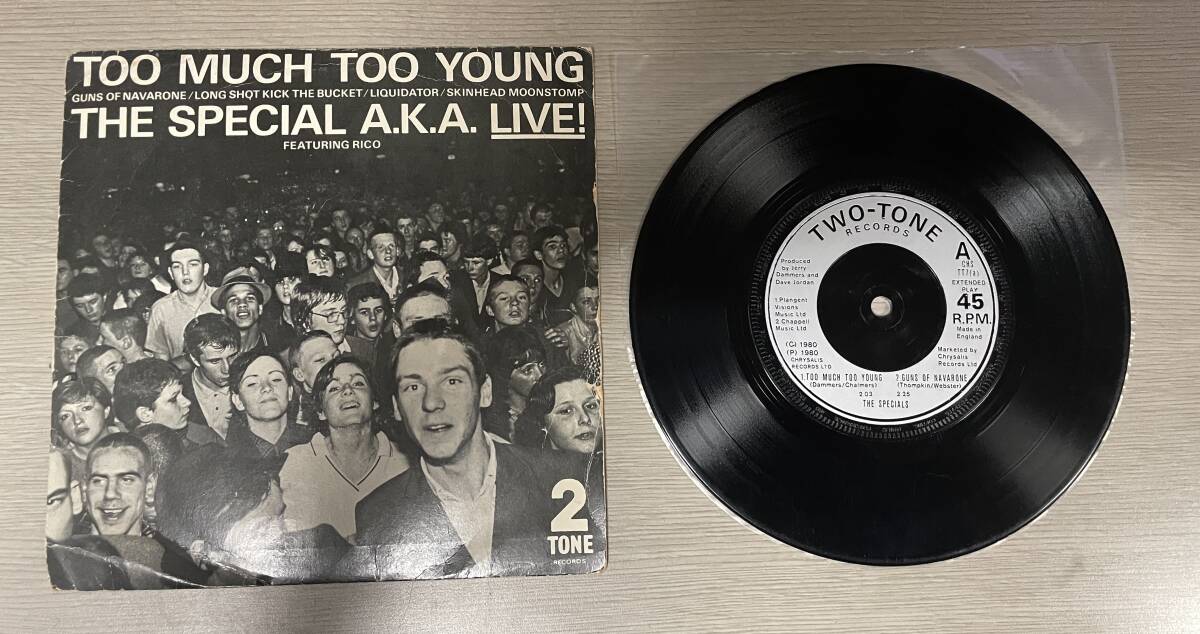 TOO MUCH TOO YOUNG
GUNS OF NAVARONE/LONG SHOT KICK THE BUCKET/LIQUIDATOR/SKINHEAD MOONSTOMP
THE SPECIAL A.K.A. LIVE!
FEATURING RICO
2
TONE
RECORDS
TWO-TONE
RECORDS
A
CHS
TT7(a)
EXTENDED
PLAY
45
R.P.M.
Made in
England
Produced
by Jerry
Dammers and
Dave Jordan
1.Plangent
Visions
Music Ltd
2 Chappell
Music Ltd
(C) 1980
(P) 1980
CHRYSALIS
RECORDS LTD
Marketed by
Chrysalis
Records Ltd
1.TOO MUCH TOO YOUNG
(Dammers/Chalmers)
2:03
2.GUNS OF NAVARONE
(Thompkin/Webster)
2 25
THE SPECIALS